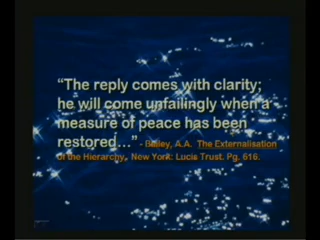 “The reply comes with clarity;
he will come unfailingly when a
measure of peace has been
restored...” - Bailey, A.A. The Externalisation
of the Hierarchy, New York: Lucis Trust. Pg. 616.